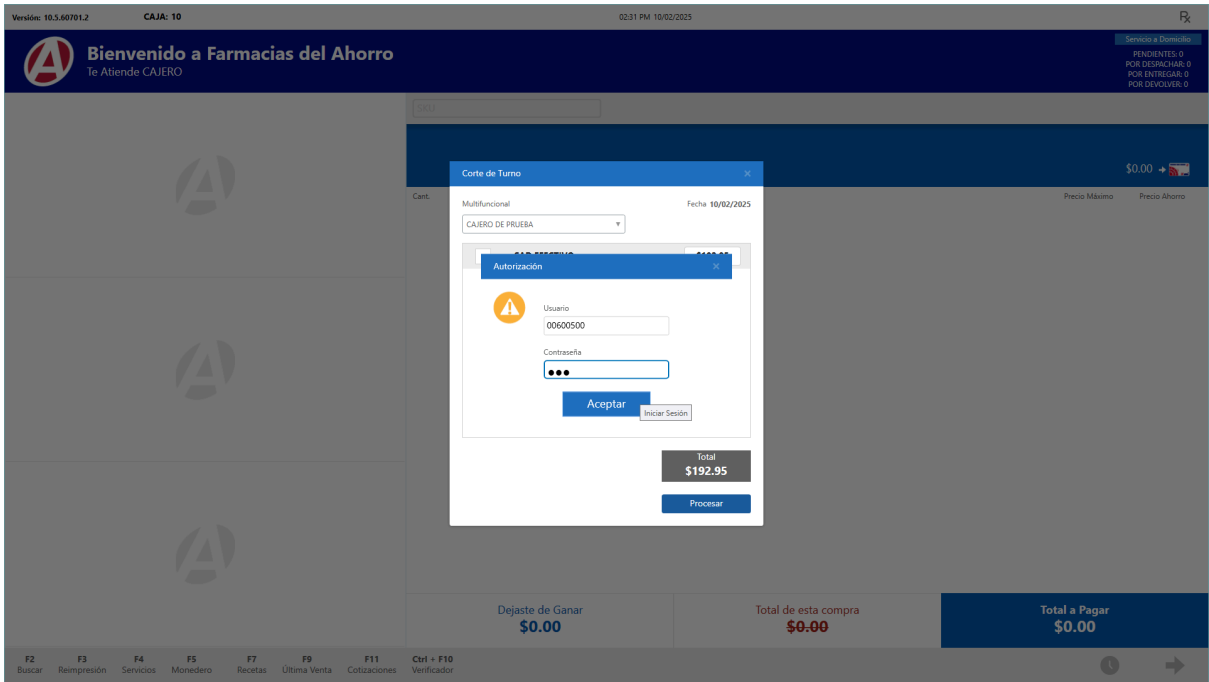 Versión: 10.5.60701.2 CAJA: 10 02:31 PM 10/02/2025
Bienvenido a Farmacias del Ahorro
Te Atiende CAJERO
Servicio a Domicilio
PENDIENTES: 0
POR DESPACHAR: 0
POR ENTREGAR: 0
POR DEVOLVER: 0
SKU
$0.00
Cant. Precio Máximo Precio Ahorro
Corte de Turno
Multifuncional Fecha 10/02/2025
CAJERO DE PRUEBA
Autorización
Usuario
00600500
Contraseña
Aceptar
Iniciar Sesión
Total
$192.95
Procesar
Dejaste de Ganar Total de esta compra Total a Pagar
$0.00 $0.00 $0.00
F2 F3 F4 F5 F7 F9 F11 Ctrl + F10
Buscar Reimpresión Servicios Monedero Recetas Última Venta Cotizaciones Verificador